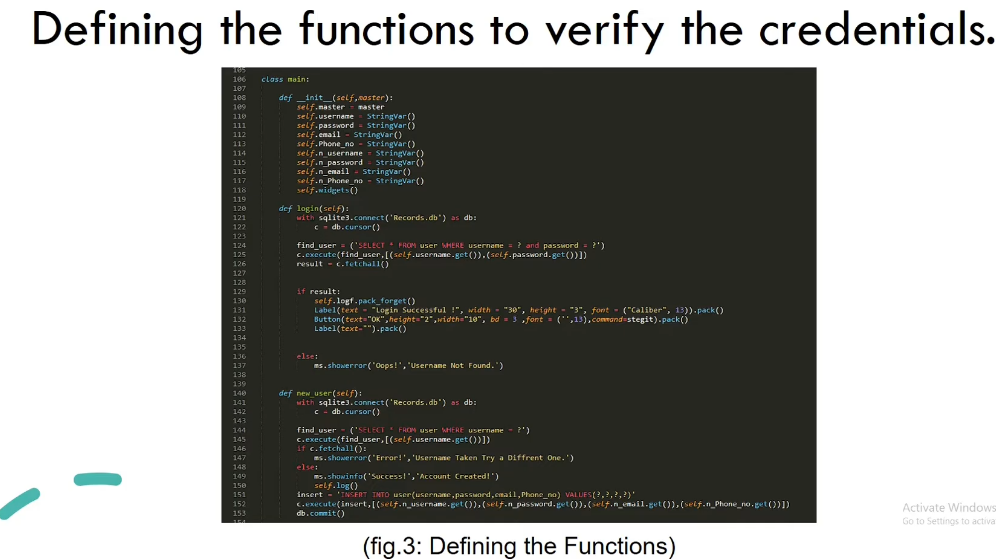 Defining the functions to verify the credentials.
105
106 class main:
107
108 def __init__(self,master):
109 self.master = master
110 self.username = StringVar()
111 self.password = StringVar()
112 self.email = StringVar()
113 self.Phone_no = StringVar()
114 self.n_username = StringVar()
115 self.n_password = StringVar()
116 self.n_email = StringVar()
117 self.n_Phone_no = StringVar()
118 self.widgets()
119
120 def login(self):
121 with sqlite3.connect('Records.db') as db:
122 c = db.cursor()
123
124 find_user = ('SELECT * FROM user WHERE username = ? and password = ?')
125 c.execute(find_user,[(self.username.get()),(self.password.get())])
126 result = c.fetchall()
127
128
129 if result:
130 self.logf.pack_forget()
131 Label(text = "Login Successful !", width = "30", height = "3", font = ("Caliber", 13)).pack()
132 Button(text="OK",height="2",width="10", bd = 3 ,font = ('',13),command=stegit).pack()
133 Label(text="").pack()
134
135
136 else:
137 ms.showerror('Oops!','Username Not Found.')
138
139
140 def new_user(self):
141 with sqlite3.connect('Records.db') as db:
142 c = db.cursor()
143
144 find_user = ('SELECT * FROM user WHERE username = ?')
145 c.execute(find_user,[(self.username.get())])
146 if c.fetchall():
147 ms.showerror('Error!','Username Taken Try a Diffrent One.')
148 else:
149 ms.showinfo('Success!','Account Created!')
150 self.log()
151 insert = 'INSERT INTO user(username,password,email,Phone_no) VALUES(?,?,?,?)'
152 c.execute(insert,[(self.n_username.get()),(self.n_password.get()),(self.n_email.get()),(self.n_Phone_no.get())])
153 db.commit()
(fig.3: Defining the Functions)
Activate Windows
Go to Settings to activa